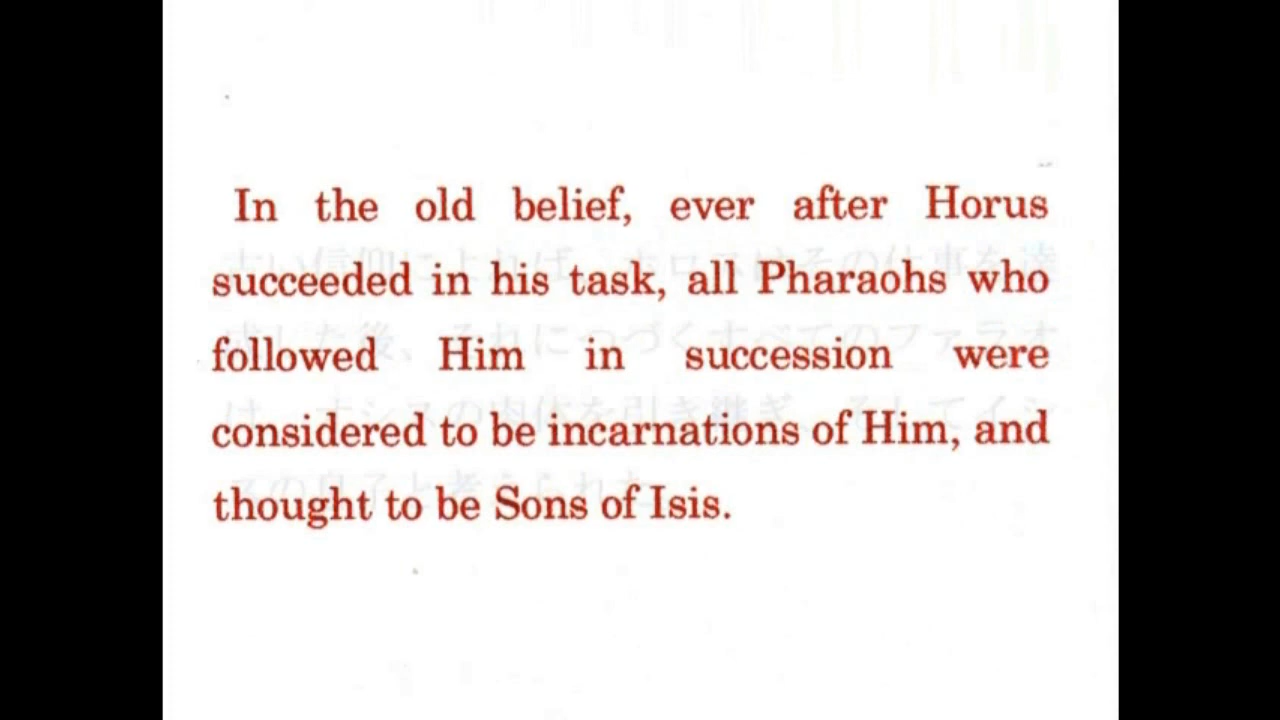 In the old belief, ever after Horus
succeeded in his task, all Pharaohs who
followed Him in succession were
considered to be incarnations of Him, and
thought to be Sons of Isis.